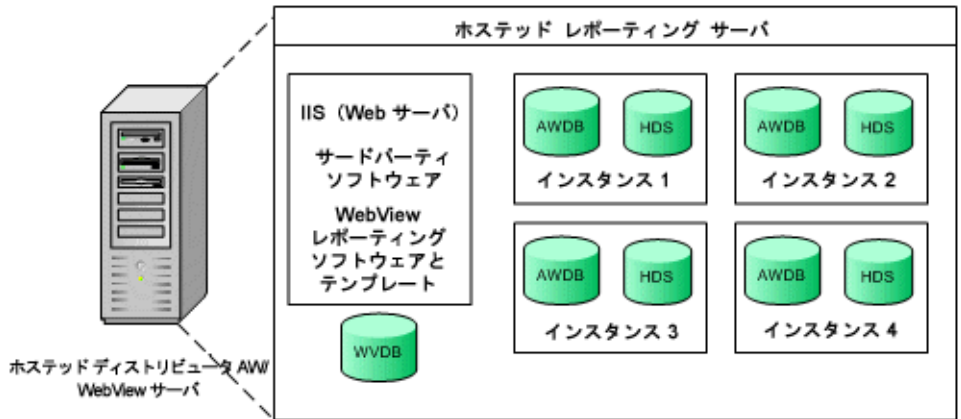 ホステッド レポーティング サーバ
IIS（Web サーバ）
サードパーティ
ソフトウェア
WebView
レポーティング
ソフトウェアと
テンプレート
WVDB
AWDB
HDS
インスタンス 1
AWDB
HDS
インスタンス 2
AWDB
HDS
インスタンス 3
AWDB
HDS
インスタンス 4
ホステッド ディストリビュータ AW/
WebView サーバ